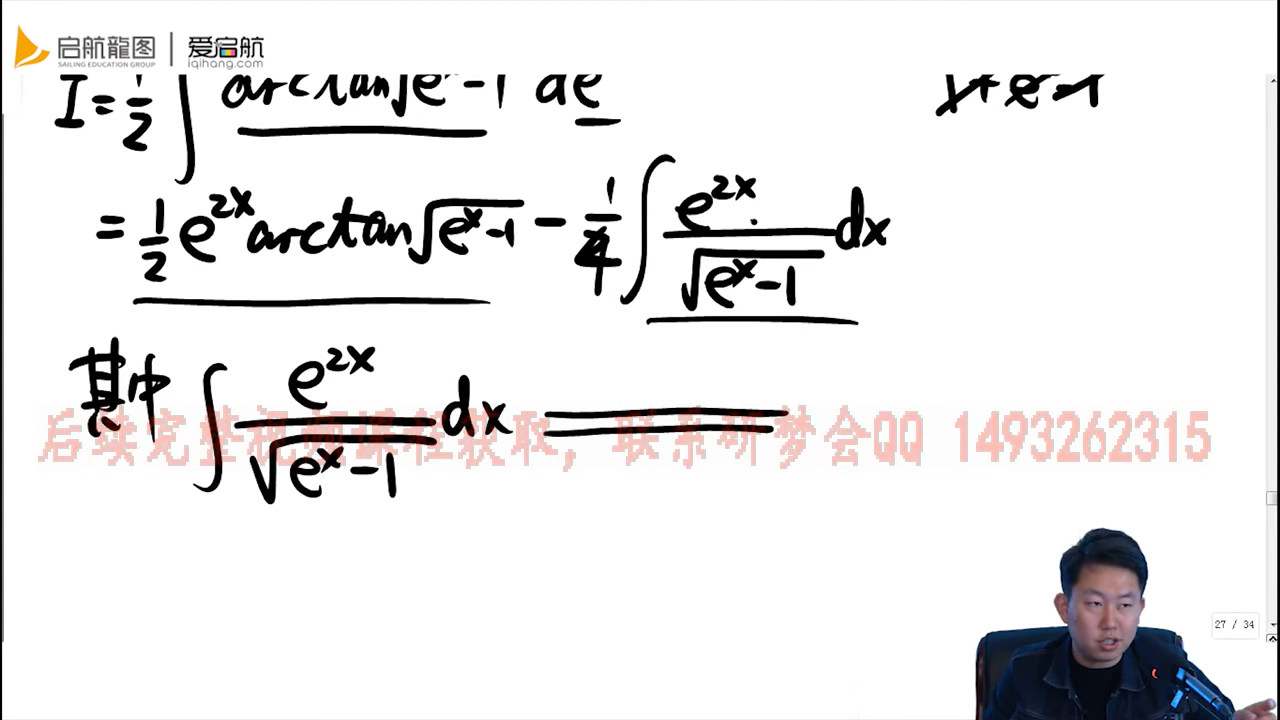 启航龍图 | 爱启航
SAILING EDUCATION GROUP iqihang.com
I = 1/2 ∫ arctan√(e^x-1) de
= 1/2 e^{2x} arctan√(e^x-1) - 1/4 ∫ e^{2x}/√(e^x-1) dx
其中 ∫ e^{2x}/√(e^x-1) dx =
后续完整视频课程获取，联系研梦会QQ 1493262315
27 / 34